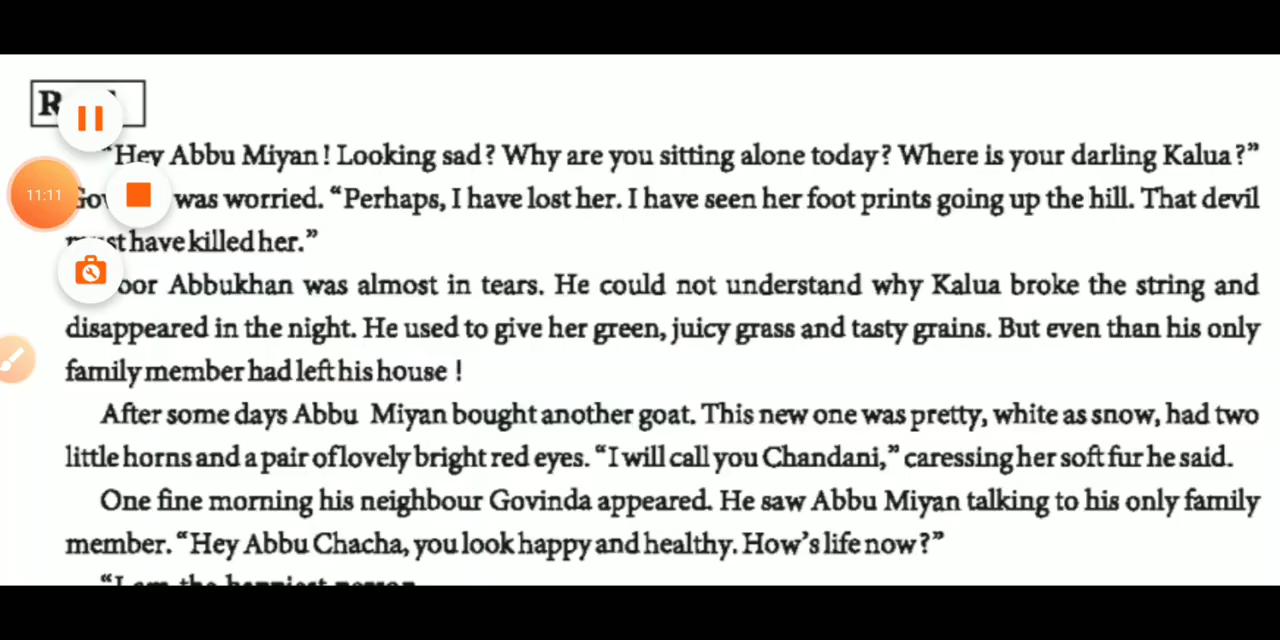 "Hey Abbu Miyan! Looking sad? Why are you sitting alone today? Where is your darling Kalua?"
11:11
was worried. "Perhaps, I have lost her. I have seen her foot prints going up the hill. That devil
have killed her."
Abbukhan was almost in tears. He could not understand why Kalua broke the string and
disappeared in the night. He used to give her green, juicy grass and tasty grains. But even than his only
family member had left his house !
After some days Abbu Miyan bought another goat. This new one was pretty, white as snow, had two
little horns and a pair of lovely bright red eyes. "I will call you Chandani," caressing her soft fur he said.
One fine morning his neighbour Govinda appeared. He saw Abbu Miyan talking to his only family
member. "Hey Abbu Chacha, you look happy and healthy. How's life now?"
"I am the happiest person